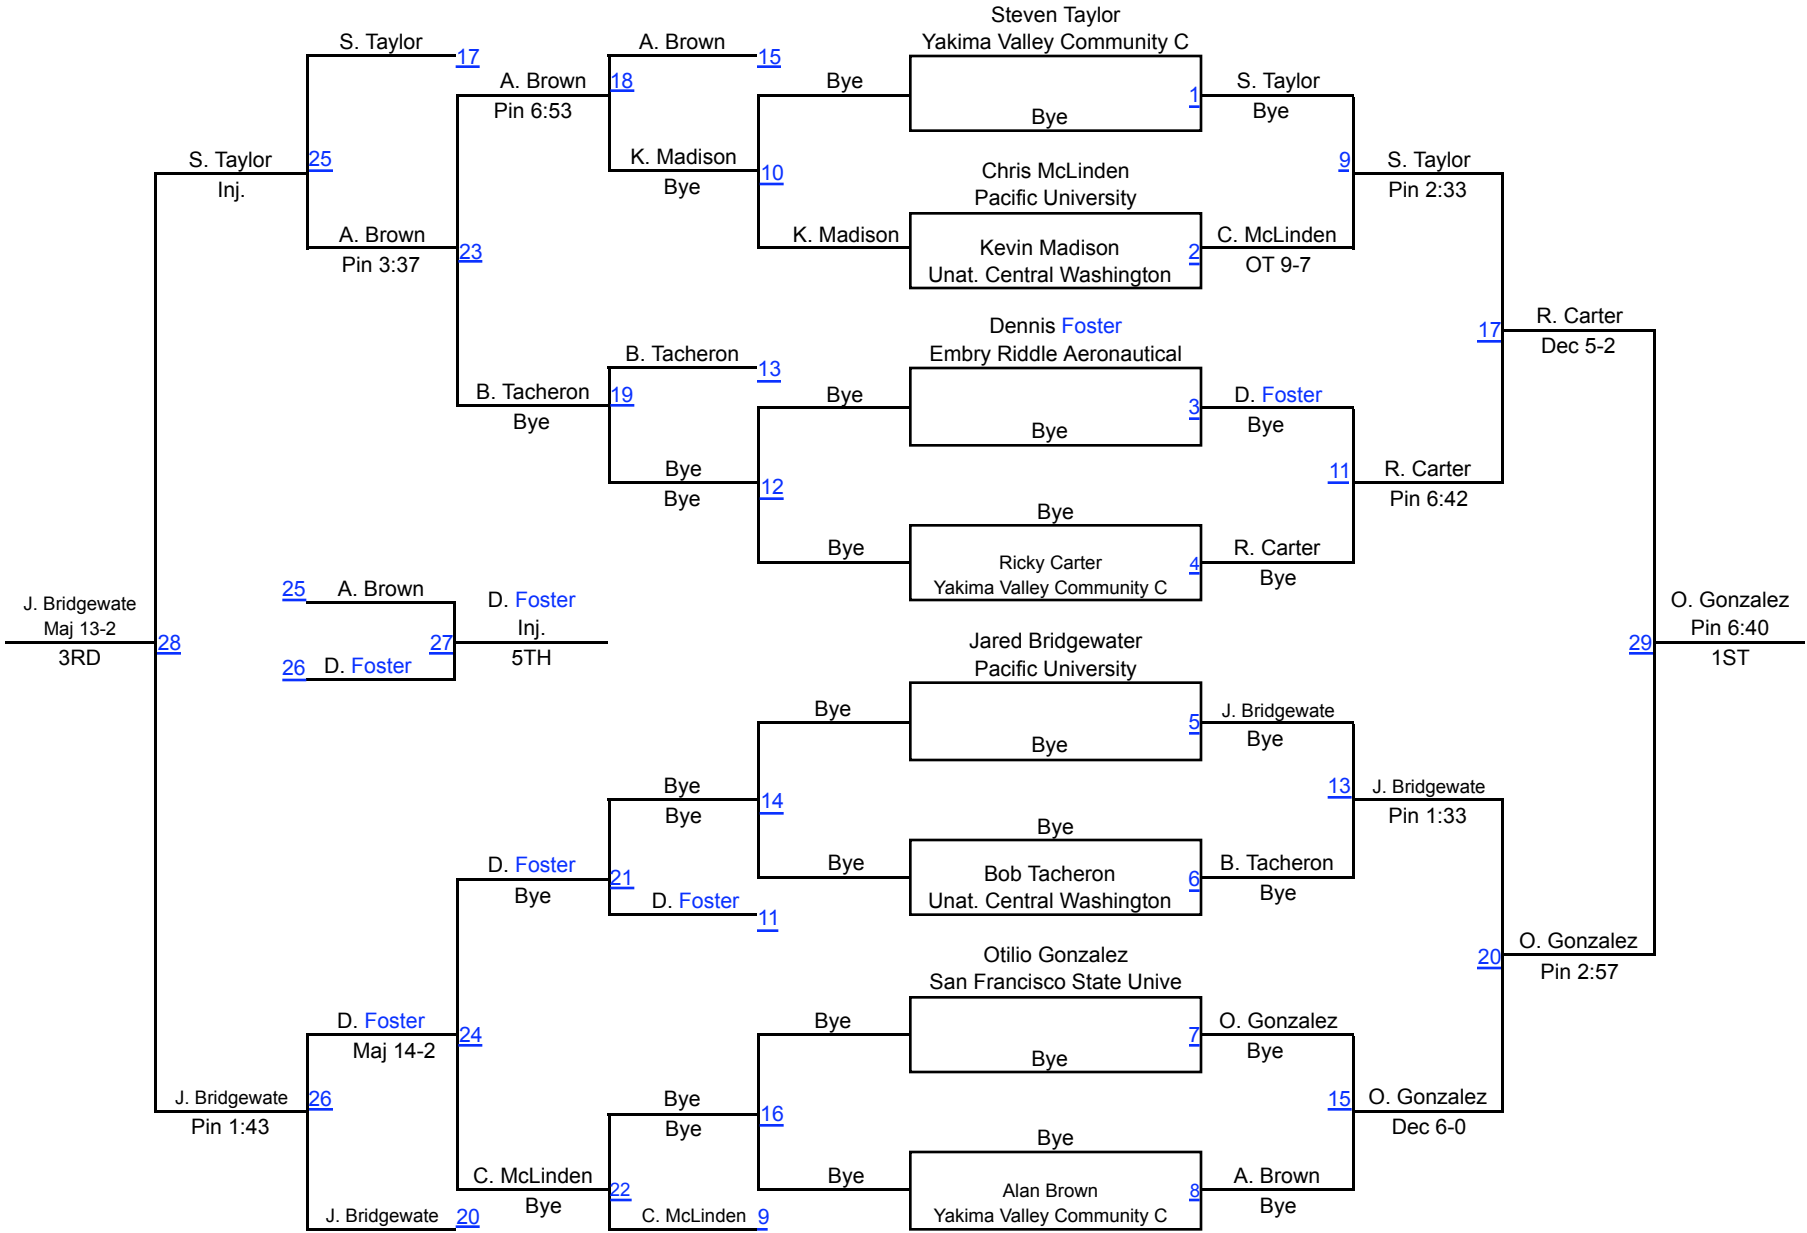 Steven Taylor
S. Taylor
A. Brown
Yakima Valley Community C
17
15
A. Brown
18
Bye
S. Taylor
Pin 6:53
1
Bye
Bye
S. Taylor
25
K. Madison
10
Chris McLinden
9
S. Taylor
Inj.
Bye
Pacific University
Pin 2:33
A. Brown
K. Madison
Kevin Madison
2
C. McLinden
Pin 3:37
23
Unat. Central Washington
OT 9-7
Dennis Foster
17
R. Carter
B. Tacheron
Embry Riddle Aeronautical
Dec 5-2
13
B. Tacheron
19
Bye
3
D. Foster
Bye
Bye
Bye
Bye
12
11
R. Carter
Bye
Pin 6:42
Bye
Bye
Ricky Carter
4
R. Carter
Yakima Valley Community C
Bye
25
A. Brown
J. Bridgewate
D. Foster
O. Gonzalez
Maj 13-2
Inj.
Pin 6:40
28
27
29
3RD
26
D. Foster
5TH
1ST
Jared Bridgewater
Pacific University
Bye
5
J. Bridgewate
Bye
Bye
Bye
14
13
J. Bridgewate
Bye
Pin 1:33
Bye
D. Foster
21
Bye
Bob Tacheron
6
B. Tacheron
Bye
D. Foster
11
Unat. Central Washington
Bye
Otilio Gonzalez
20
O. Gonzalez
San Francisco State Unive
Pin 2:57
D. Foster
24
Bye
7
O. Gonzalez
Maj 14-2
Bye
Bye
J. Bridgewate
26
Bye
16
15
O. Gonzalez
Pin 1:43
Bye
Dec 6-0
Bye
C. McLinden
22
Bye
Alan Brown
8
A. Brown
Bye
Yakima Valley Community C
Bye
J. Bridgewate
20
C. McLinden
9